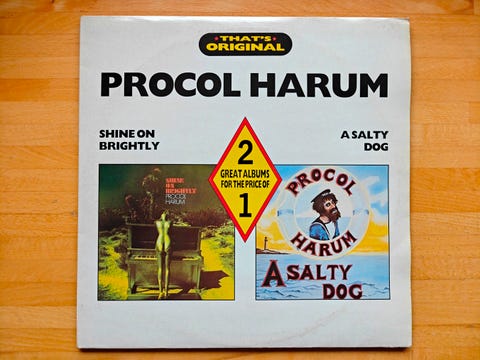 THAT'S
ORIGINAL
PROCOL HARUM
SHINE ON
BRIGHTLY
A SALTY
DOG
2
GREAT ALBUMS
FOR THE PRICE OF
1
SHINE
ON
BRIGHTLY
PROCOL
HARUM
PROCOL
HARUM
A SALTY
DOG